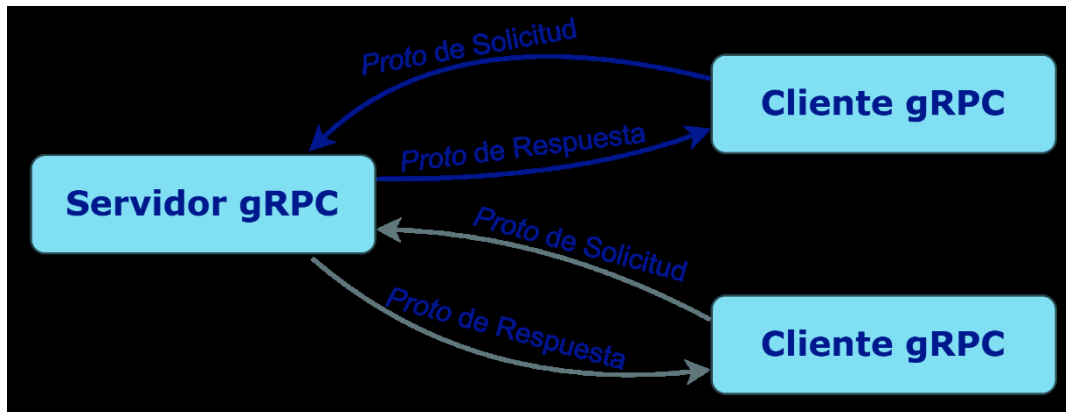 Proto de Solicitud
Cliente gRPC
Proto de Respuesta
Servidor gRPC
Proto de Solicitud
Proto de Respuesta
Cliente gRPC